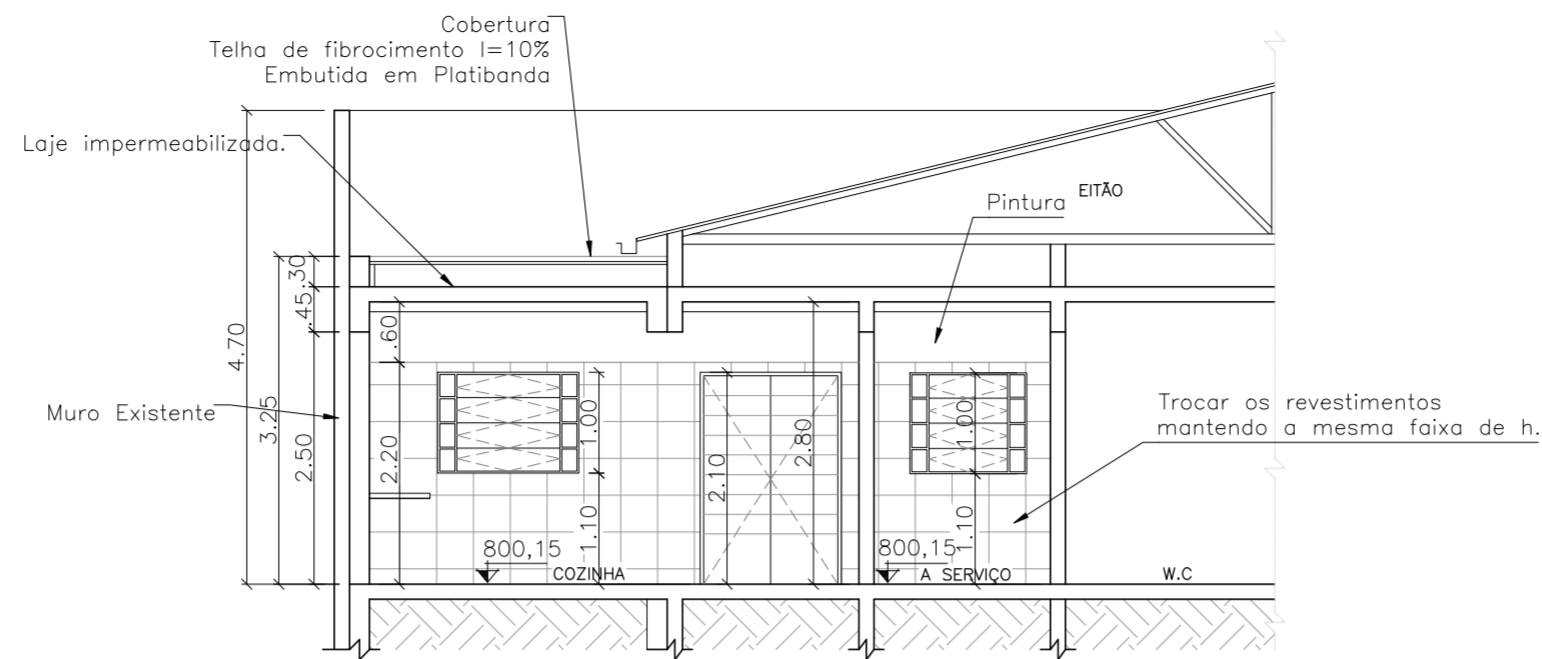 Cobertura
Telha de fibrocimento I=10%
Embutida em Platibanda
Laje impermeabilizada.
Pintura
EITÃO
.30
.45
4.70
.60
Muro Existente
3.25
2.50
2.20
1.00
2.10
2.80
1.00
Trocar os revestimentos
mantendo a mesma faixa de h.
1.10
1.10
800,15
800,15
COZINHA
A SERVIÇO
W.C